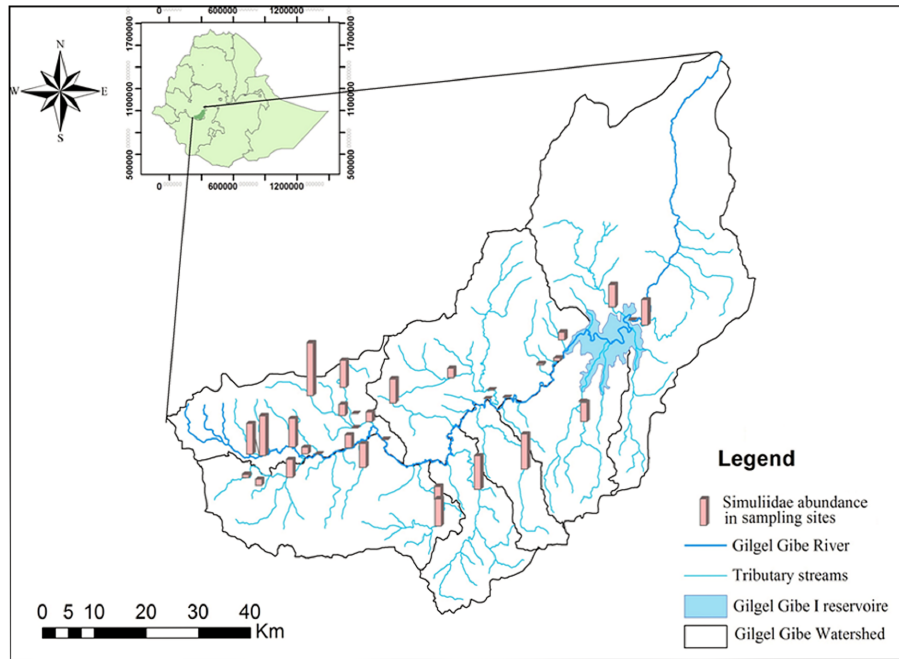 0 600000 1200000
1700000
1700000
1100000
1100000
500000
500000
0 600000 1200000
N
W E
S
Legend
Simuliidae abundance
in sampling sites
Gilgel Gibe River
Tributary streams
Gilgel Gibe I reservoire
Gilgel Gibe Watershed
0 5 10 20 30 40
Km